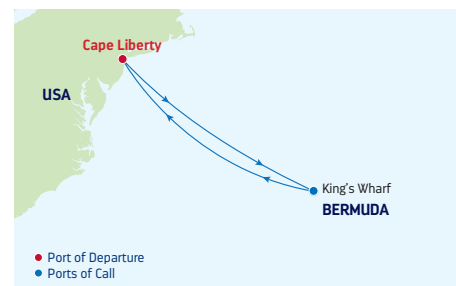 Cape Liberty
USA
King's Wharf
BERMUDA
Port of Departure
Ports of Call